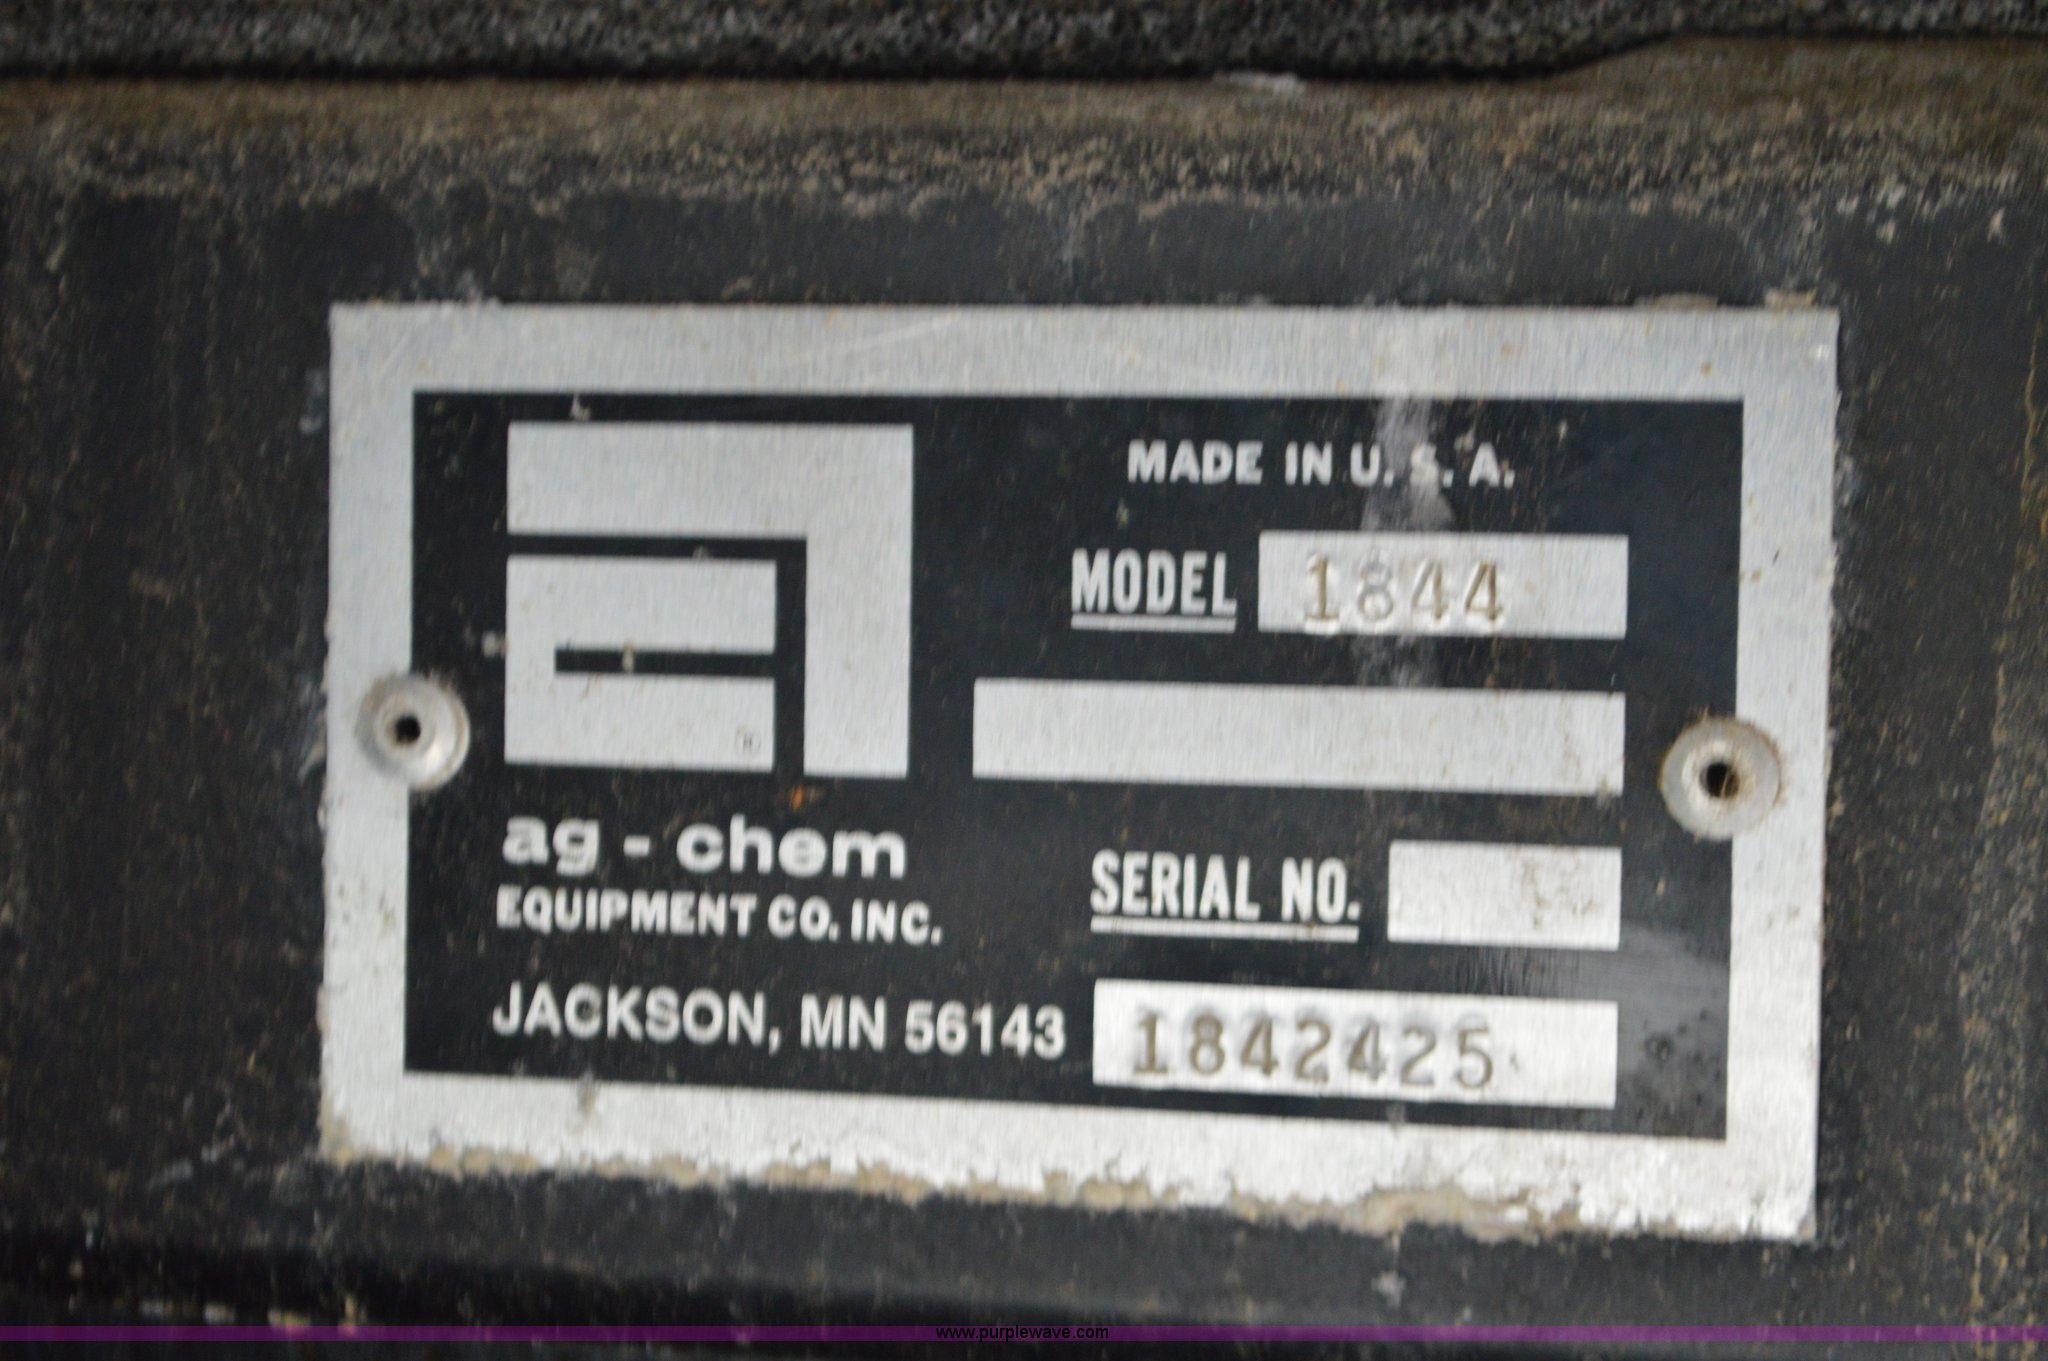 MADE IN U. S. A.
MODEL 1844
ag - chem
EQUIPMENT CO. INC.
SERIAL NO.
JACKSON, MN 56143
1842425
www.purplewave.com